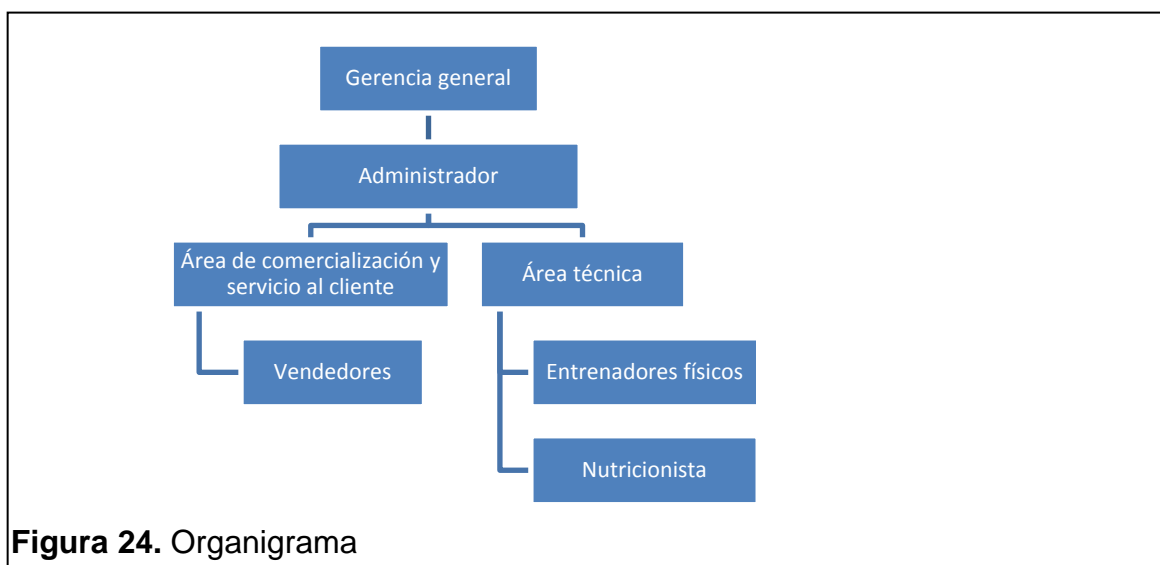 Gerencia general
Administrador
Área de comercialización y
servicio al cliente
Área técnica
Vendedores
Entrenadores físicos
Nutricionista
Figura 24. Organigrama